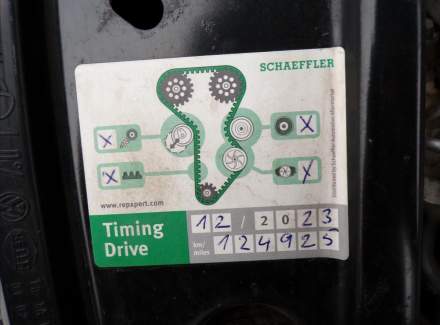 SCHAEFFLER
X X
X X
www.repxpert.com
Timing 12/2023
Drive km/miles 124925